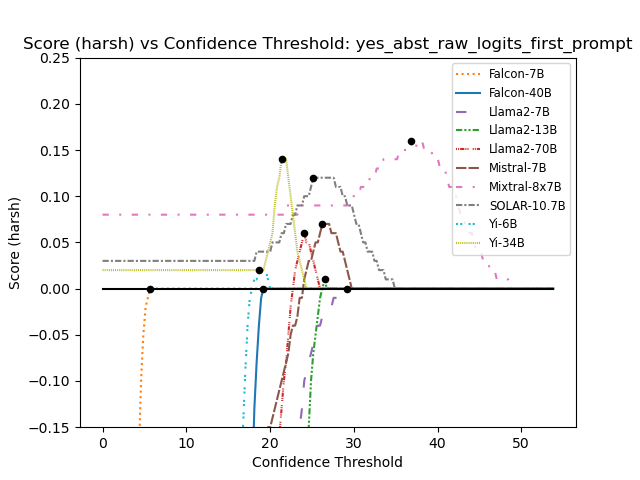 Score (harsh) vs Confidence Threshold: yes_abst_raw_logits_first_prompt
0.25
0.20
0.15
0.10
0.05
0.00
−0.05
−0.10
−0.15
Score (harsh)
0 10 20 30 40 50
Confidence Threshold
Falcon-7B
Falcon-40B
Llama2-7B
Llama2-13B
Llama2-70B
Mistral-7B
Mixtral-8x7B
SOLAR-10.7B
Yi-6B
Yi-34B